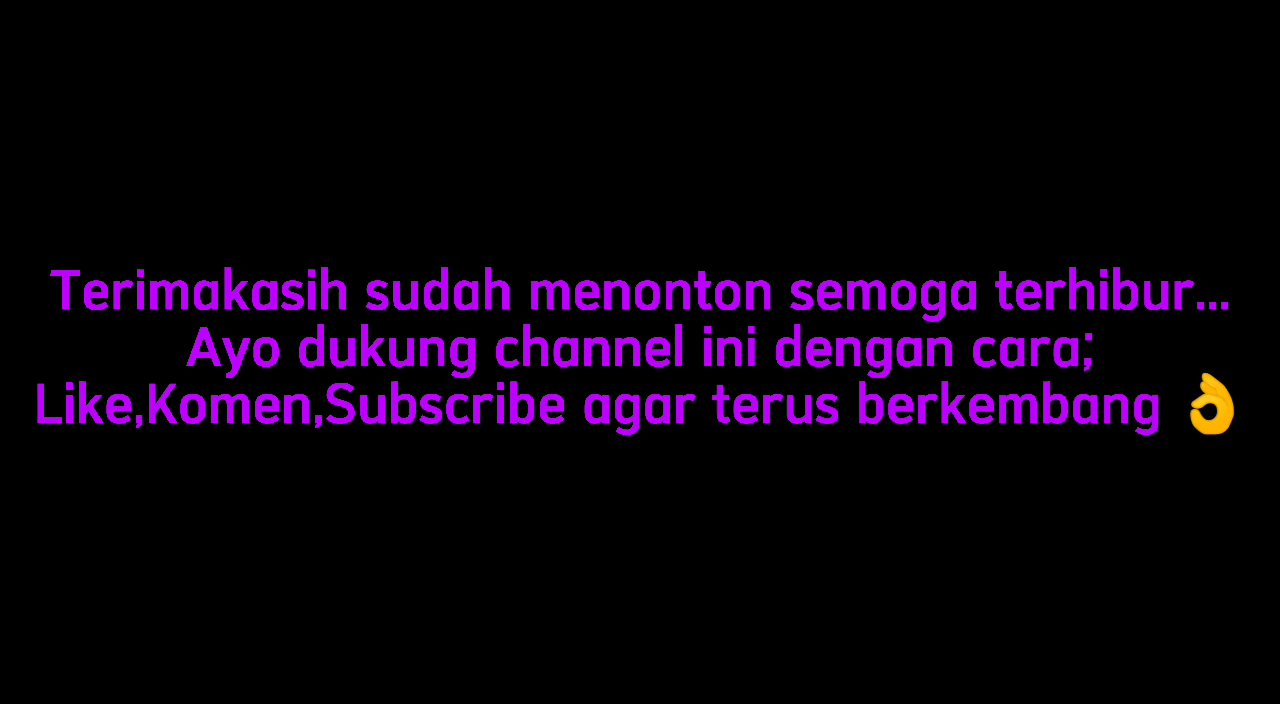 Terimakasih sudah menonton semoga terhibur...
Ayo dukung channel ini dengan cara;
Like,Komen,Subscribe agar terus berkembang 👌